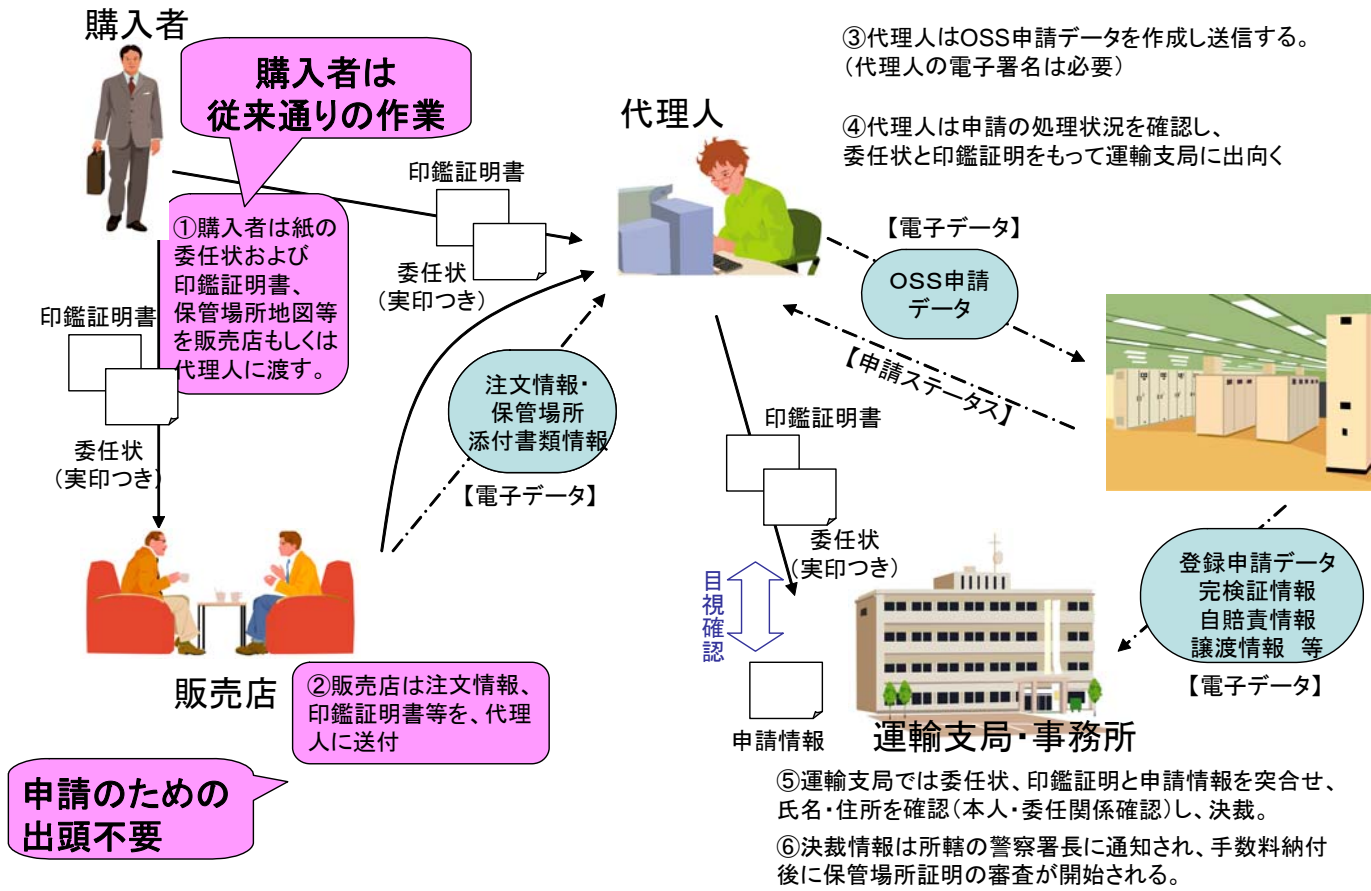 購入者
購入者は
従来通りの作業
①購入者は紙の
委任状および
印鑑証明書、
保管場所地図等
を販売店もしくは
代理人に渡す。
印鑑証明書
委任状
(実印つき)
印鑑証明書
委任状
(実印つき)
代理人
③代理人はOSS申請データを作成し送信する。
(代理人の電子署名は必要)
④代理人は申請の処理状況を確認し、
委任状と印鑑証明をもって運輸支局に出向く
【電子データ】
OSS申請
データ
【申請ステータス】
注文情報・
保管場所
添付書類情報
【電子データ】
印鑑証明書
委任状
(実印つき)
目視確認
申請情報
登録申請データ
完検証情報
自賠責情報
譲渡情報 等
【電子データ】
販売店
②販売店は注文情報、
印鑑証明書等を、代理
人に送付
運輸支局・事務所
申請のための
出頭不要
⑤運輸支局では委任状、印鑑証明と申請情報を突合せ、
氏名・住所を確認(本人・委任関係確認)し、決裁。
⑥決裁情報は所轄の警察署長に通知され、手数料納付
後に保管場所証明の審査が開始される。